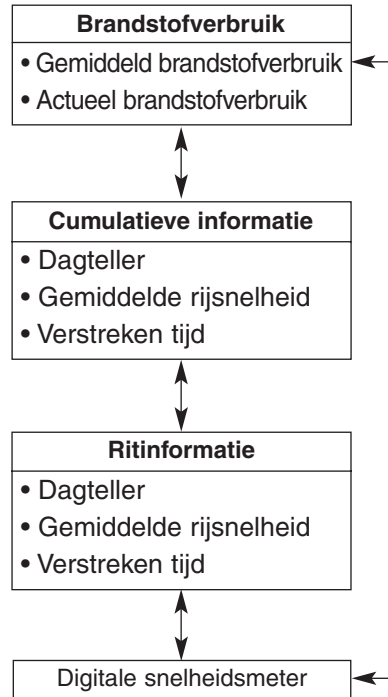 Brandstofverbruik
• Gemiddeld brandstofverbruik
• Actueel brandstofverbruik
Cumulatieve informatie
• Dagteller
• Gemiddelde rijsnelheid
• Verstreken tijd
Ritinformatie
• Dagteller
• Gemiddelde rijsnelheid
• Verstreken tijd
Digitale snelheidsmeter